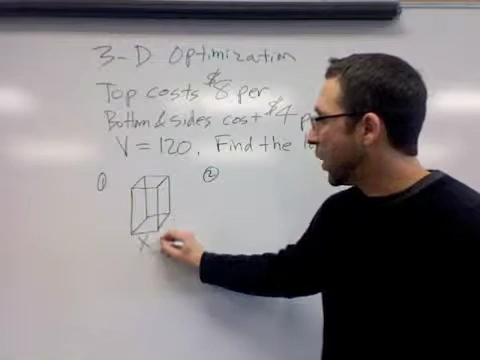 3-D Optimization
Top costs $8 per
Bottom & sides cost $4 p
V = 120, Find the
① ②
X